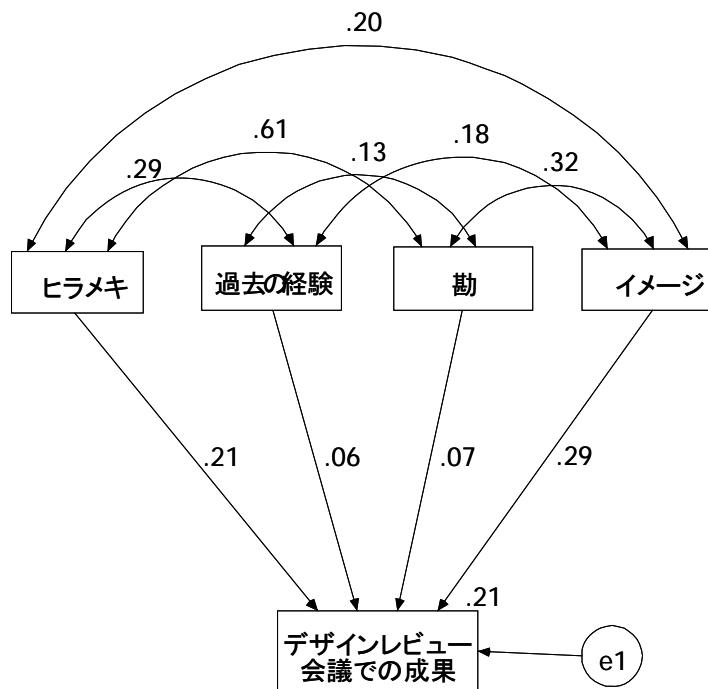 .20
.61
.18
.13
.29
.32
ヒラメキ
過去の経験
勘
イメージ
.21
.06
.07
.29
.21
デザインレビュー
会議での成果
e1